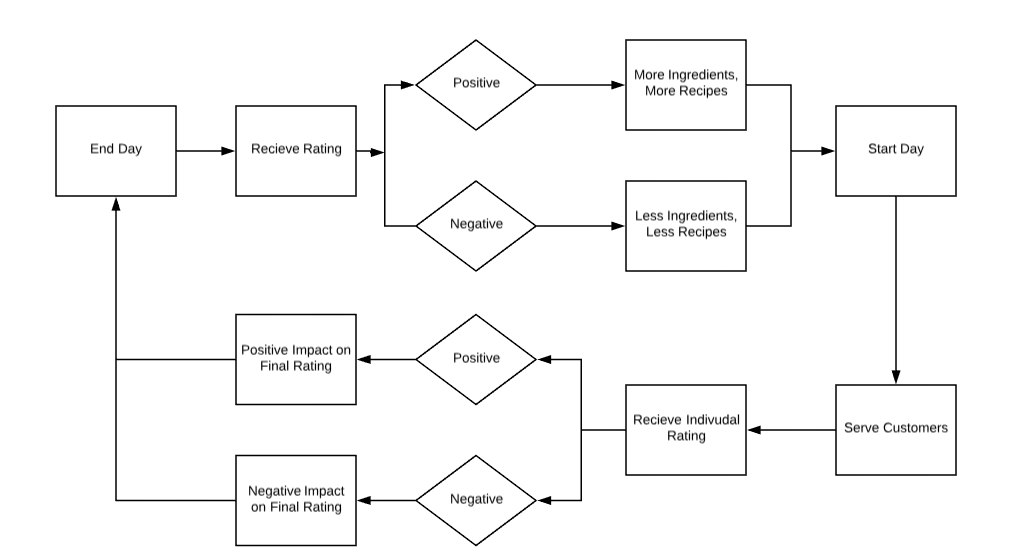 Positive
More Ingredients,
More Recipes
End Day
Recieve Rating
Start Day
Negative
Less Ingredients,
Less Recipes
Positive Impact on
Final Rating
Positive
Recieve Indivudal
Rating
Serve Customers
Negative Impact
on Final Rating
Negative